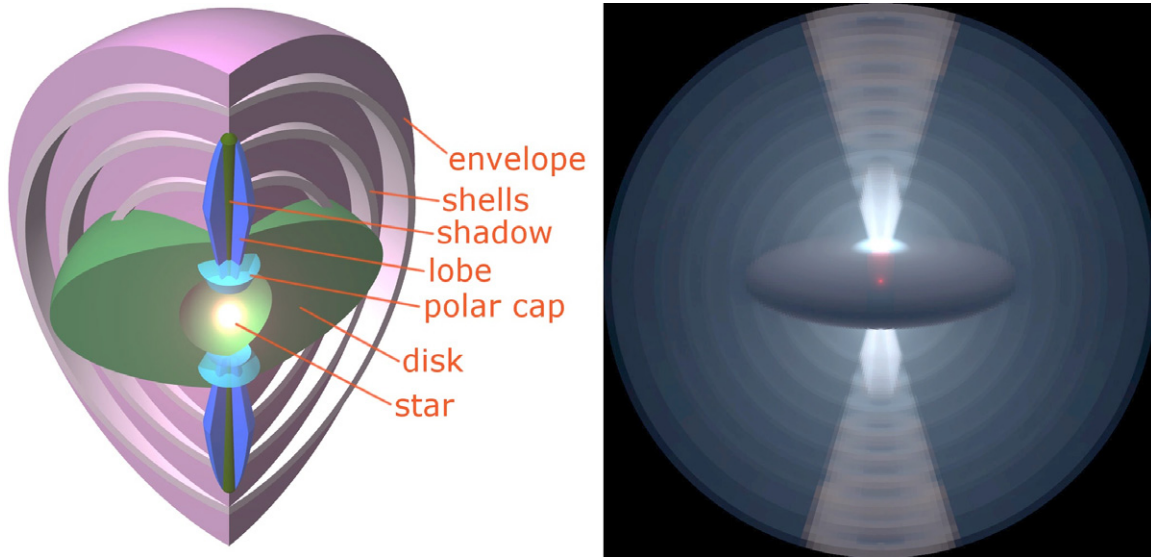 envelope
shells
shadow
lobe
polar cap
disk
star